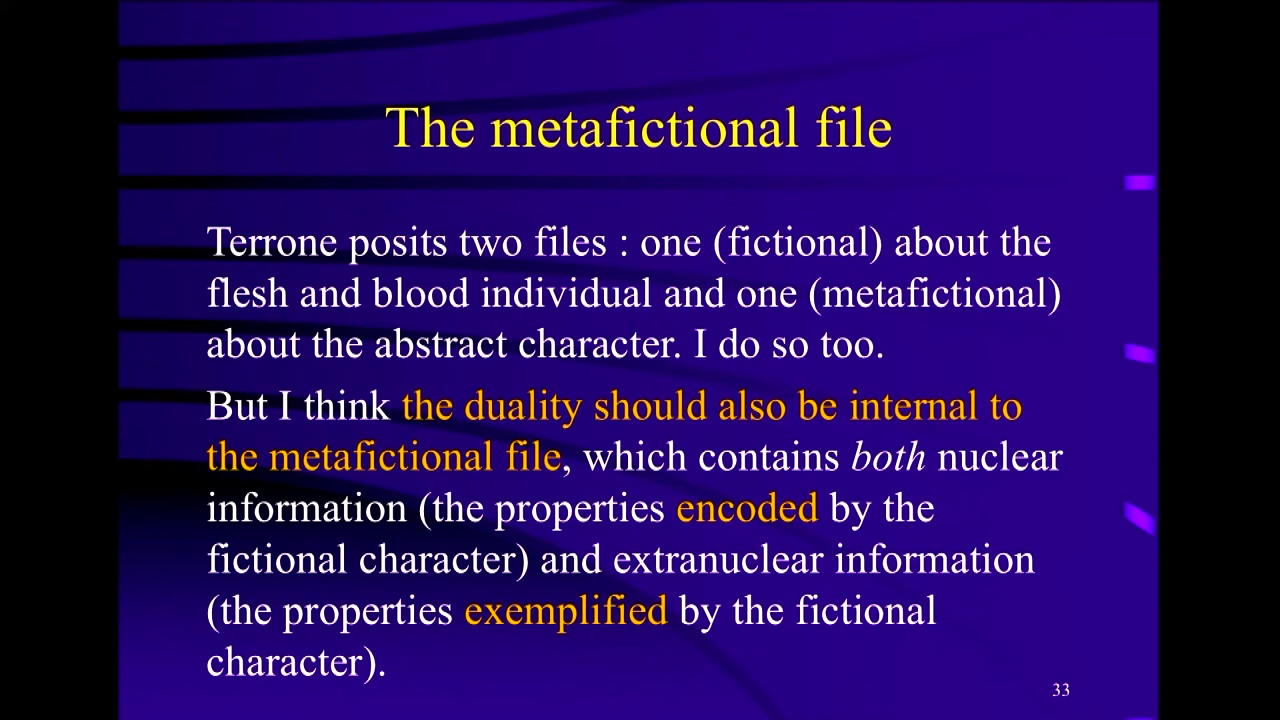 The metafictional file
Terrone posits two files : one (fictional) about the
flesh and blood individual and one (metafictional)
about the abstract character. I do so too.
But I think the duality should also be internal to
the metafictional file, which contains both nuclear
information (the properties encoded by the
fictional character) and extranuclear information
(the properties exemplified by the fictional
character).
33